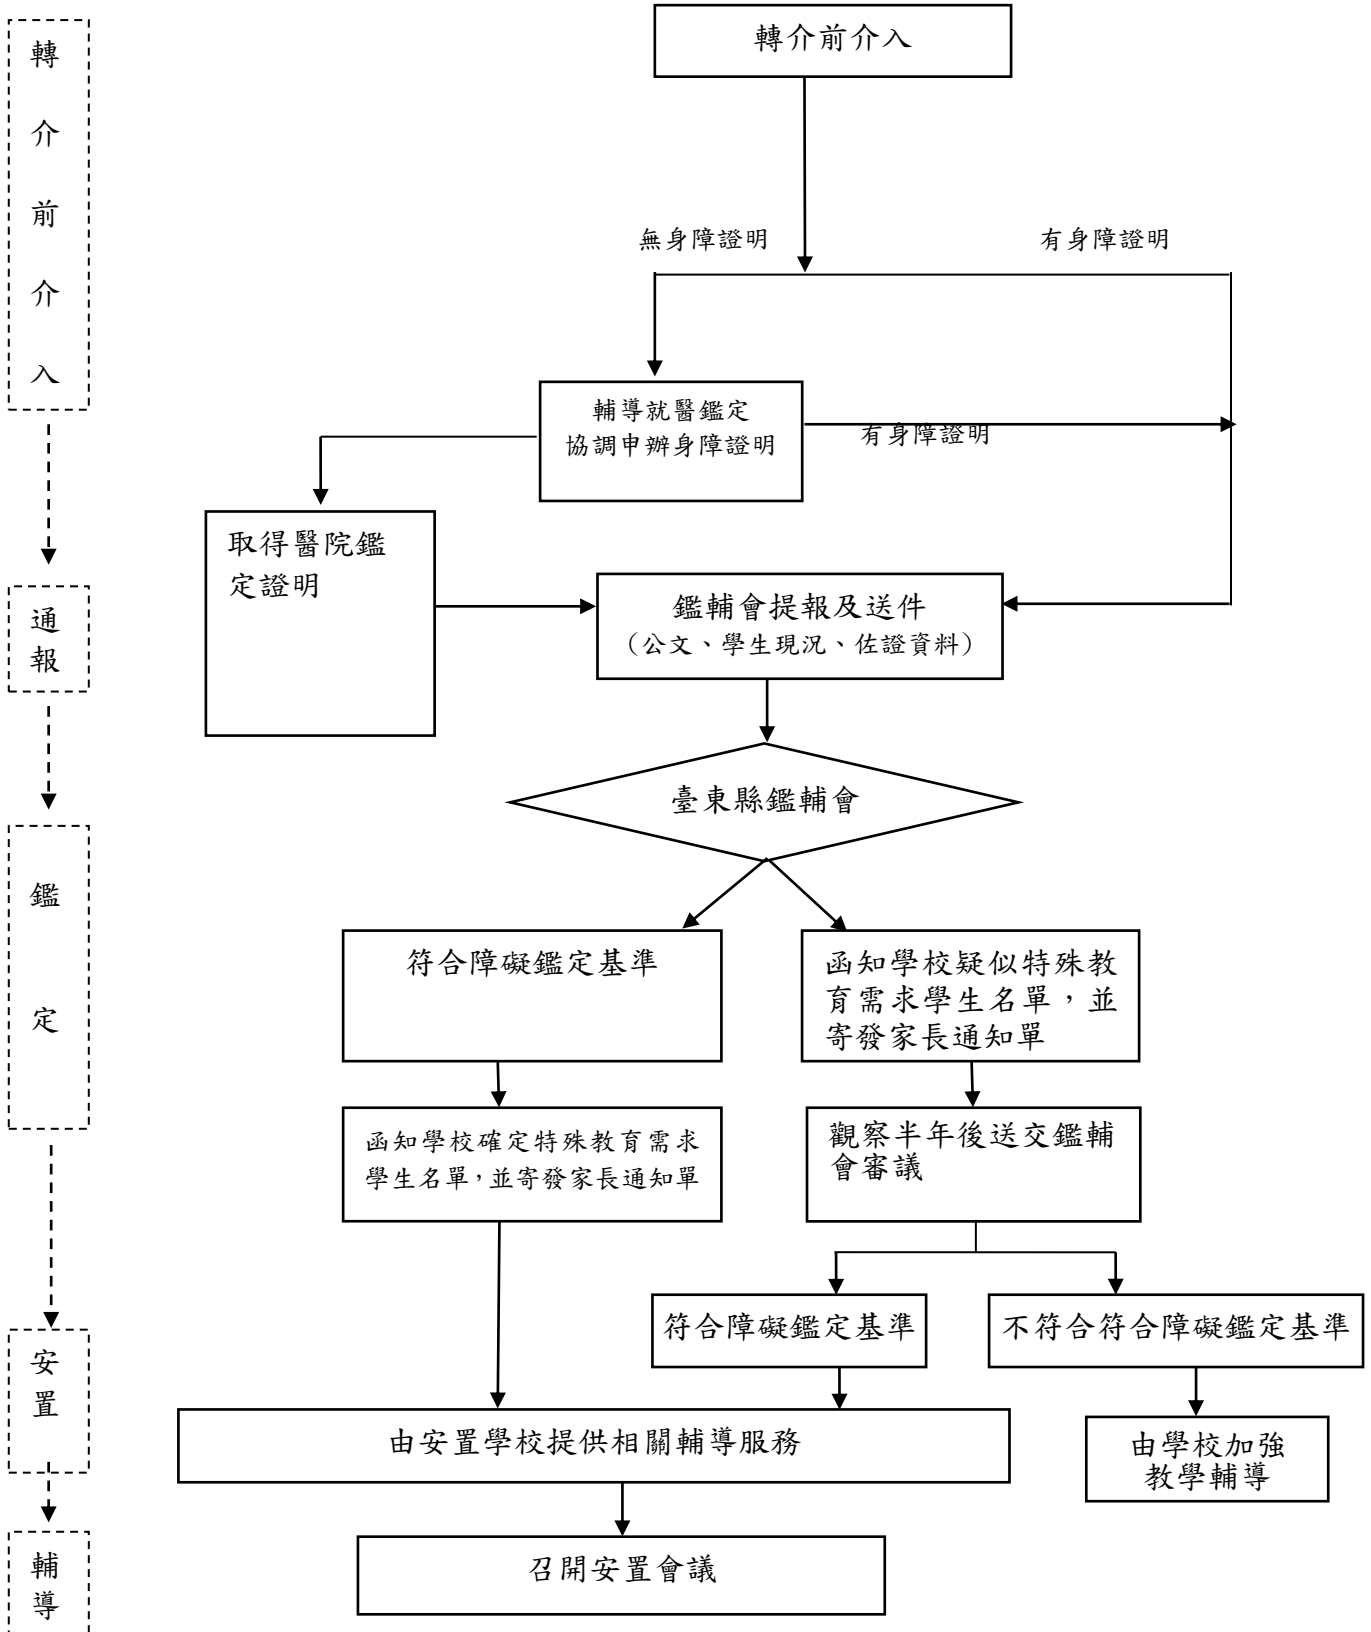 轉介前介入
轉介前介入
無身障證明
有身障證明
輔導就醫鑑定
協調申辦身障證明
有身障證明
取得醫院鑑
定證明
通報
鑑輔會提報及送件
（公文、學生現況、佐證資料）
臺東縣鑑輔會
鑑定
符合障礙鑑定基準
函知學校疑似特殊教
育需求學生名單，並
寄發家長通知單
函知學校確定特殊教育需求
學生名單，並寄發家長通知單
觀察半年後送交鑑輔
會審議
符合障礙鑑定基準
不符合符合障礙鑑定基準
安置
由安置學校提供相關輔導服務
由學校加強
教學輔導
輔導
召開安置會議